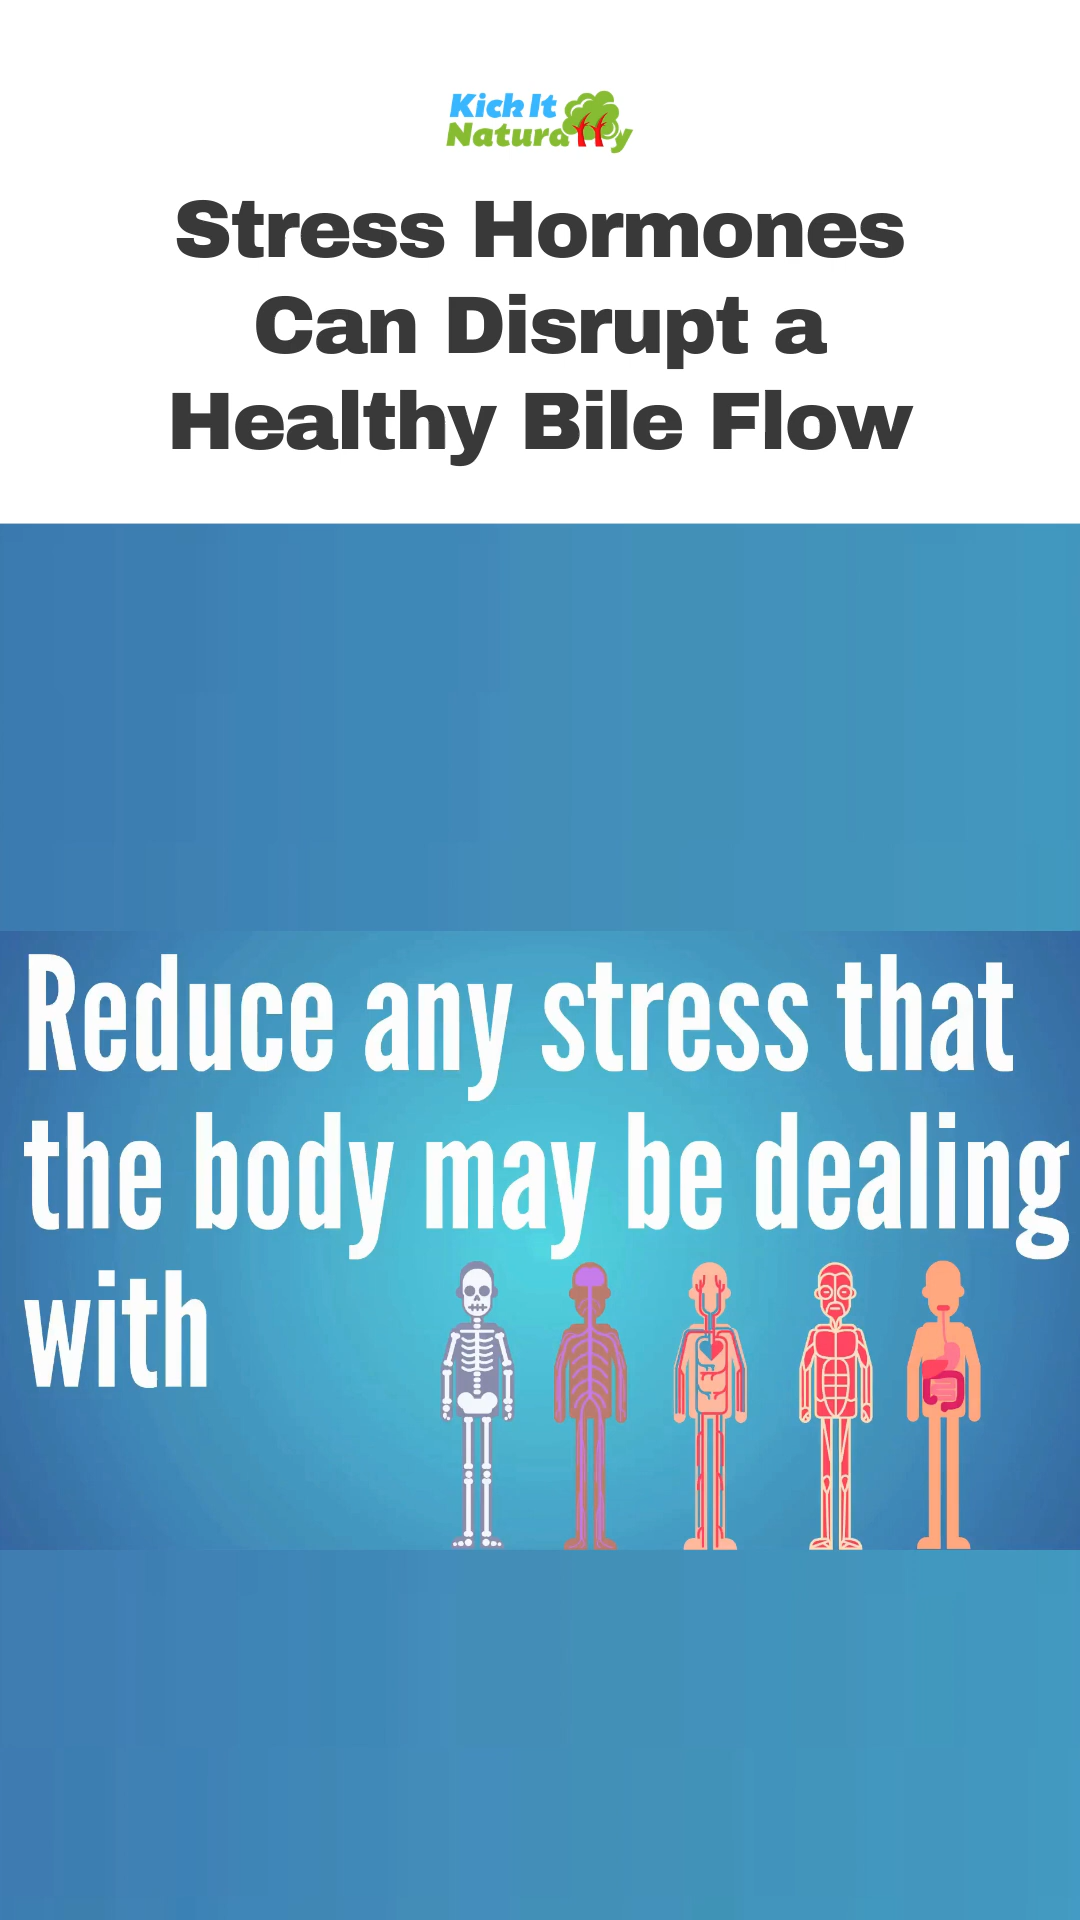 Kick It
Naturally
Stress Hormones
Can Disrupt a
Healthy Bile Flow
Reduce any stress that
the body may be dealing
with